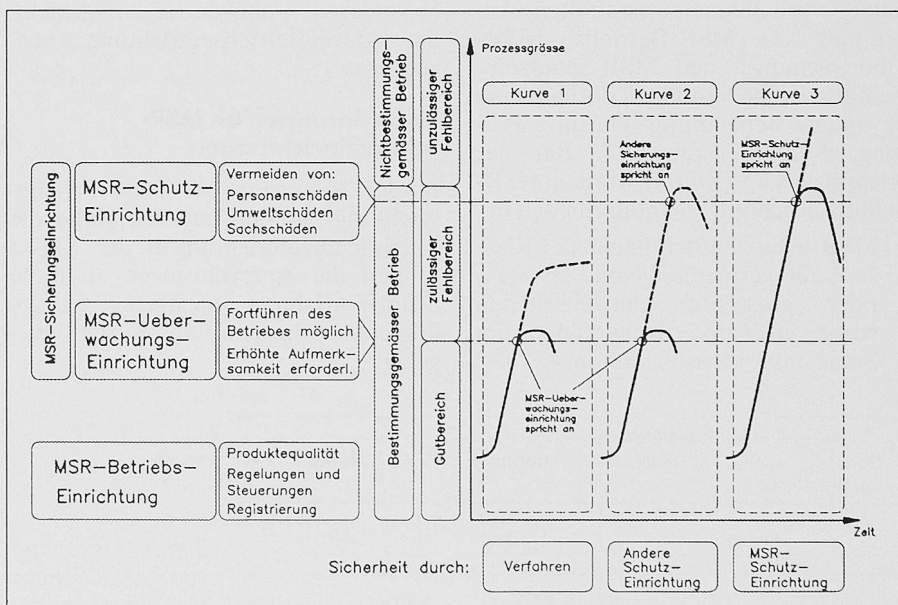 Prozessgrösse
Kurve 1
Kurve 2
Kurve 3
Nichtbestimmungs-
gemässer Betrieb
unzulässiger
Fehlbereich
Andere
Sicherungs-
einrichtung
spricht an
MSR-Schutz-
Einrichtung
spricht an
MSR-Sicherungseinrichtung
MSR-Schutz-
Einrichtung
Vermeiden von:
Personenschäden
Umweltschäden
Sachschäden
Bestimmungsgemässer Betrieb
zulässiger
Fehlbereich
MSR-Ueber-
wachungs-
Einrichtung
Fortführen des
Betriebes möglich
Erhöhte Aufmerk-
samkeit erforderl.
Gutbereich
MSR-Ueber-
wachungs-
einrichtung
spricht an
MSR-Betriebs-
Einrichtung
Produktequalität
Regelungen und
Steuerungen
Registrierung
Zeit
Sicherheit durch:
Verfahren
Andere
Schutz-
Einrichtung
MSR-
Schutz-
Einrichtung